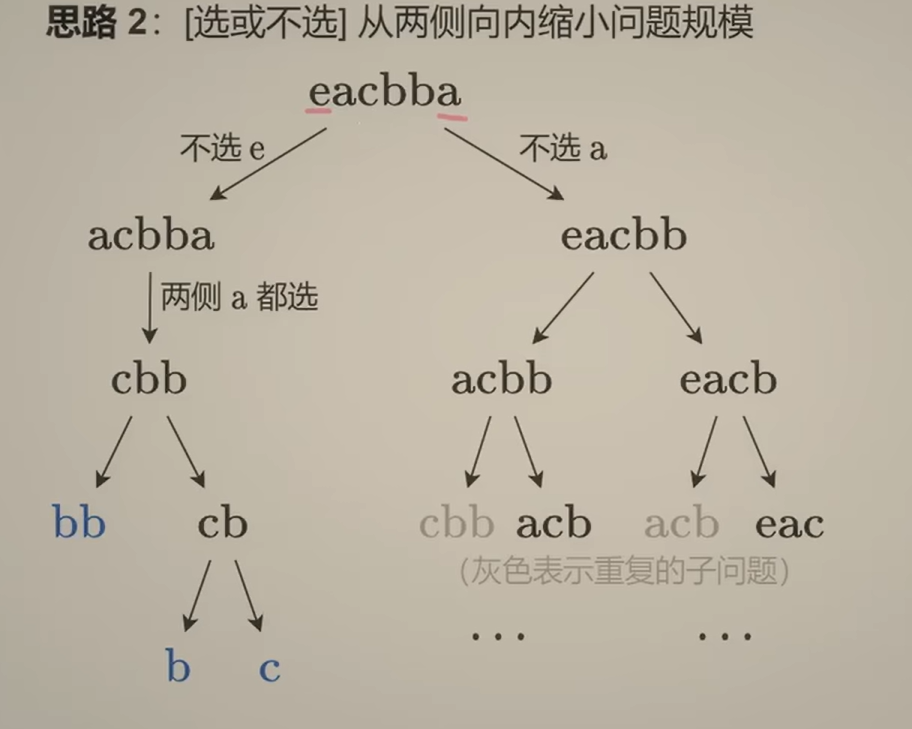 思路 2：[选或不选] 从两侧向内缩小问题规模
eacbba
不选 e 不选 a
acbba eacbb
两侧 a 都选
cbb acbb eacb
bb cb cbb acb acb eac
（灰色表示重复的子问题）
... ...
b c